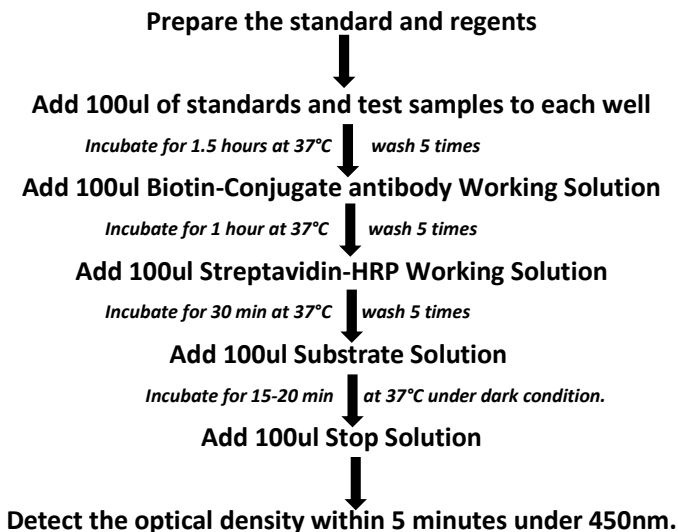 Prepare the standard and regents
Add 100ul of standards and test samples to each well
Incubate for 1.5 hours at 37°C wash 5 times
Add 100ul Biotin-Conjugate antibody Working Solution
Incubate for 1 hour at 37°C wash 5 times
Add 100ul Streptavidin-HRP Working Solution
Incubate for 30 min at 37°C wash 5 times
Add 100ul Substrate Solution
Incubate for 15-20 min at 37°C under dark condition.
Add 100ul Stop Solution
Detect the optical density within 5 minutes under 450nm.